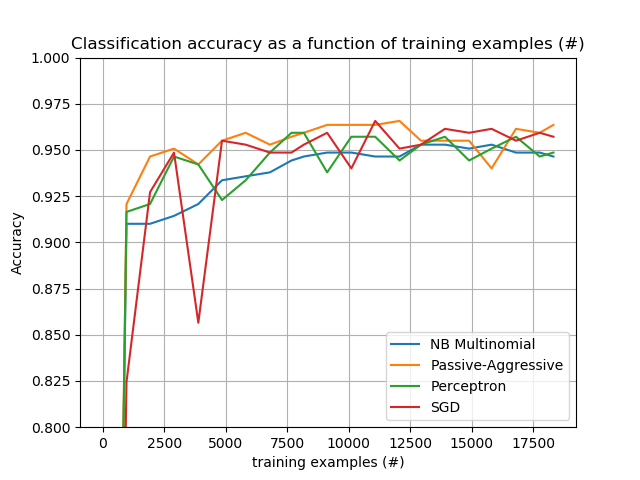 Classification accuracy as a function of training examples (#)
1.000
0.975
0.950
0.925
0.900
0.875
0.850
0.825
0.800
Accuracy
NB Multinomial
Passive-Aggressive
Perceptron
SGD
0 2500 5000 7500 10000 12500 15000 17500
training examples (#)